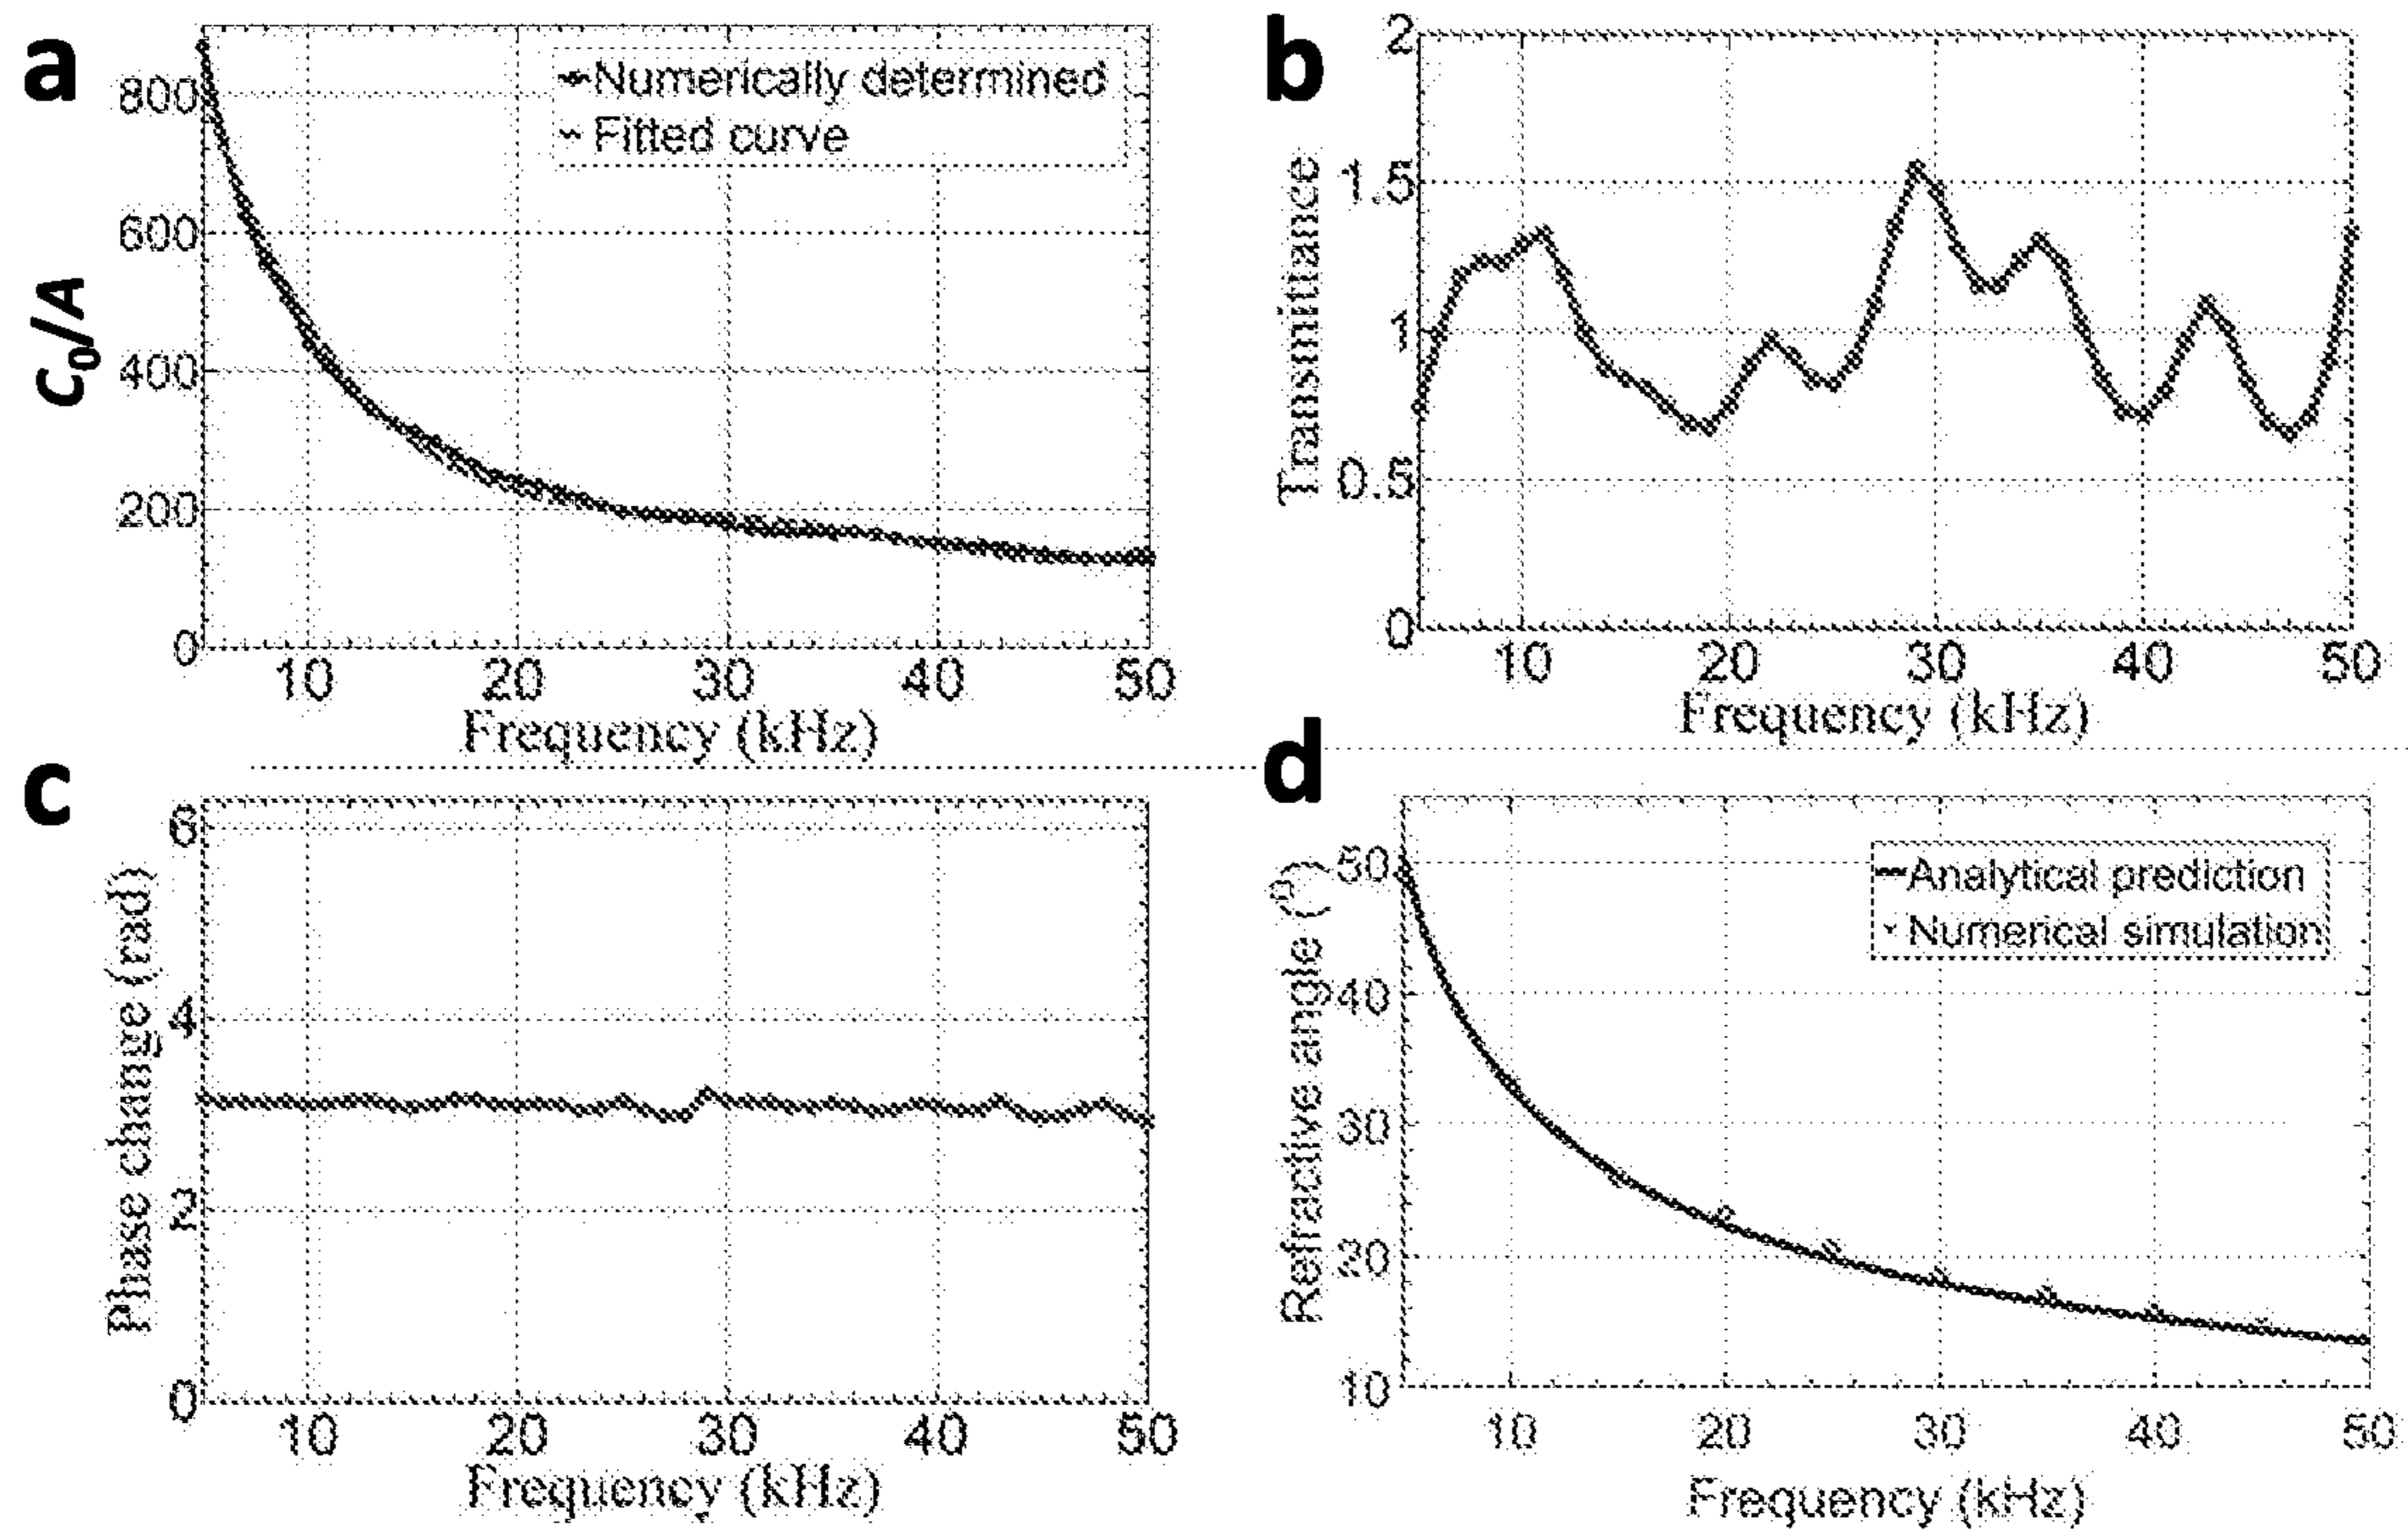 a
800
600
400
200
0
C0/A
Numerically determined
Fitted curve
10 20 30 40 50
Frequency (kHz)
b
2
1.5
1
0.5
0
Transmittance
10 20 30 40 50
Frequency (kHz)
c
6
4
2
0
Phase change (rad)
10 20 30 40 50
Frequency (kHz)
d
50
40
30
20
10
Refractive angle (⁰)
Analytical prediction
Numerical simulation
10 20 30 40 50
Frequency (kHz)